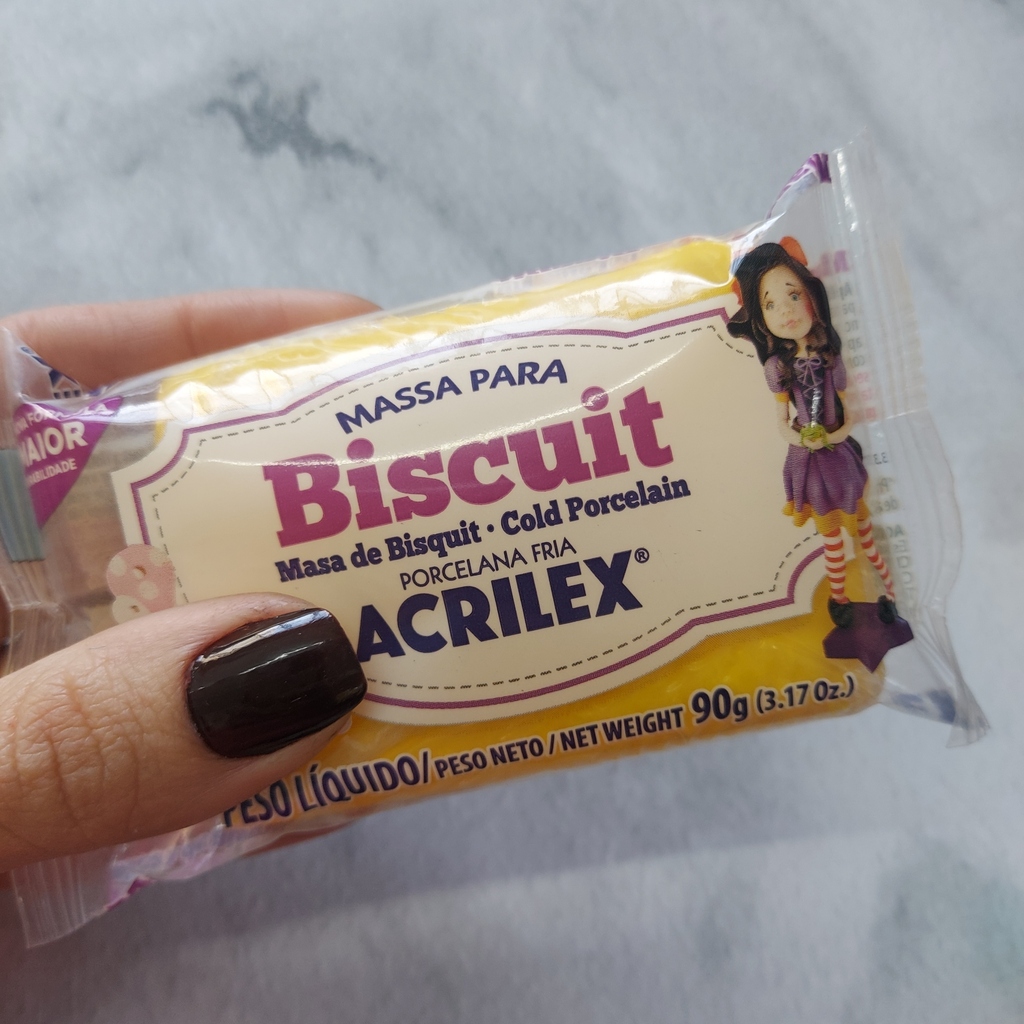 MAIOR
MASSA PARA
Biscuit
Masa de Bisquit · Cold Porcelain
PORCELANA FRIA
ACRILEX®
PESO LÍQUIDO/ PESO NETO / NET WEIGHT 90g (3.17 Oz.)